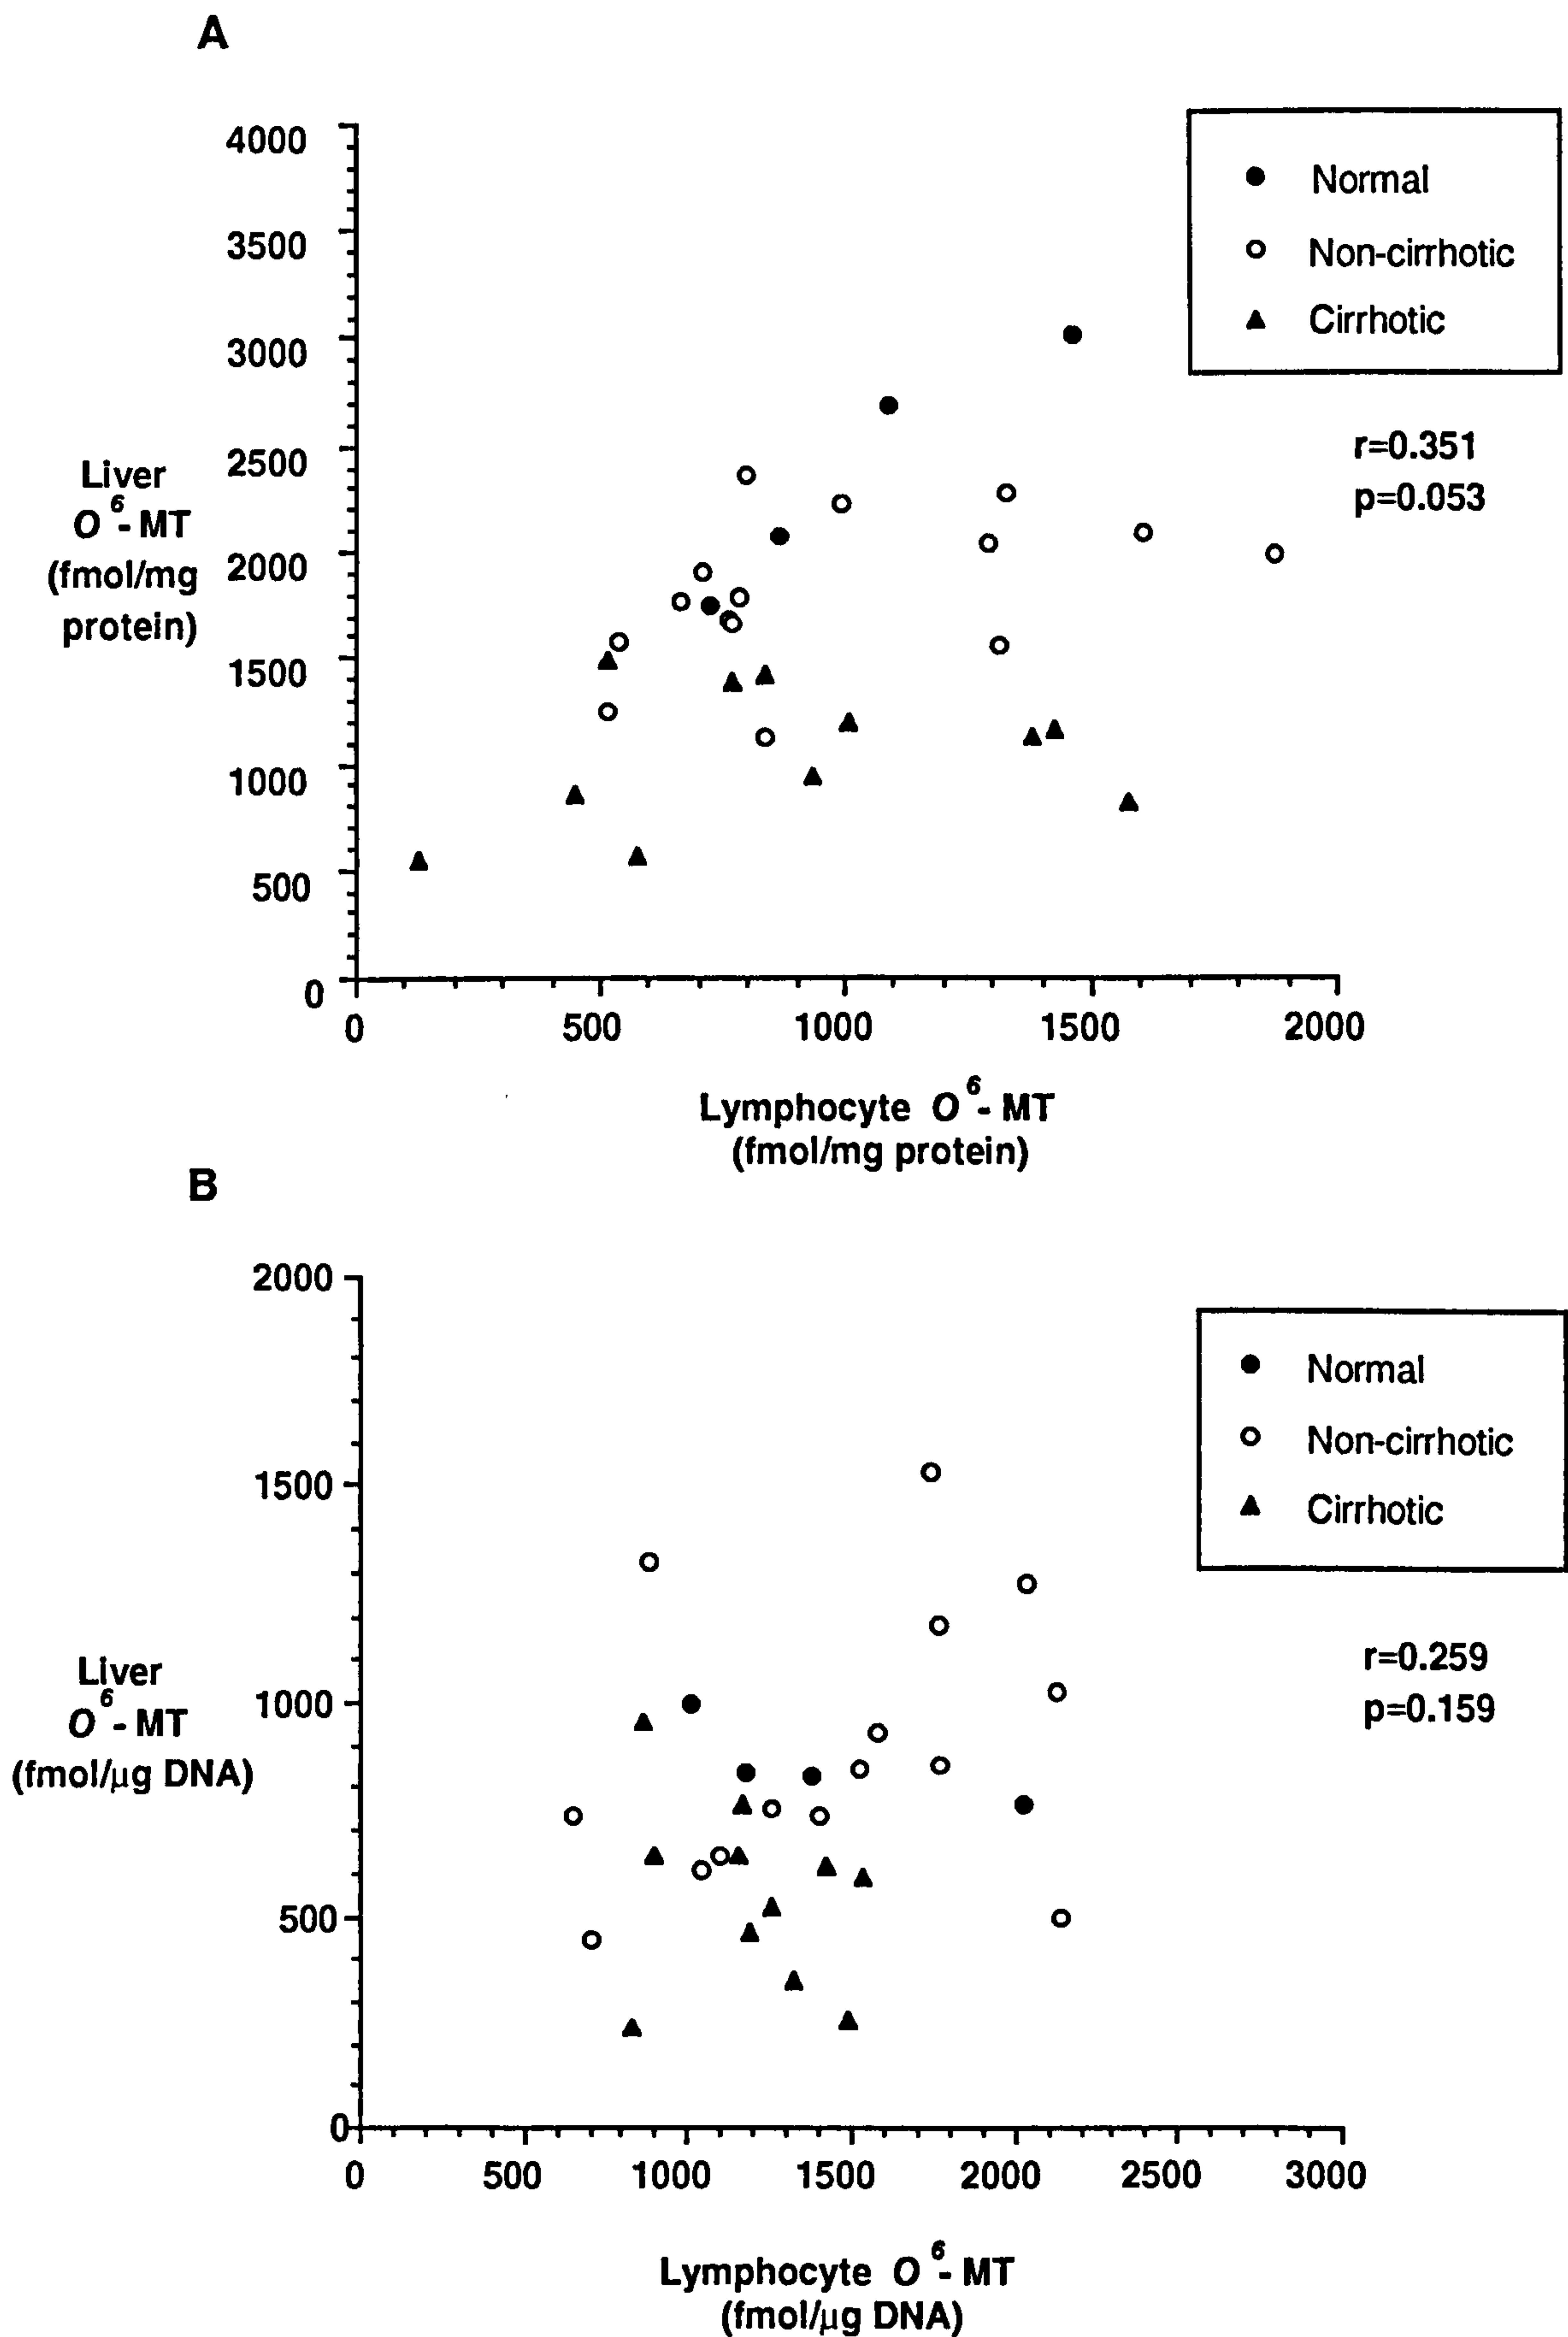 A
4000
3500
3000
2500
2000
1500
1000
500
0
Liver
O⁶- MT
(fmol/mg
protein)
0 500 1000 1500 2000
Lymphocyte O⁶- MT
(fmol/mg protein)
Normal
Non-cirrhotic
Cirrhotic
r=0.351
p=0.053
B
2000
1500
1000
500
0
Liver
O⁶- MT
(fmol/µg DNA)
0 500 1000 1500 2000 2500 3000
Lymphocyte O⁶- MT
(fmol/µg DNA)
Normal
Non-cirrhotic
Cirrhotic
r=0.259
p=0.159